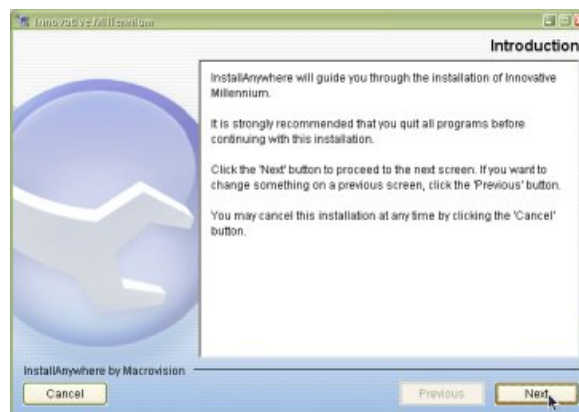 Innovative Millennium
Introduction
InstallAnywhere will guide you through the installation of Innovative
Millennium.
It is strongly recommended that you quit all programs before
continuing with this installation.
Click the 'Next' button to proceed to the next screen. If you want to
change something on a previous screen, click the 'Previous' button.
You may cancel this installation at any time by clicking the 'Cancel'
button.
InstallAnywhere by Macrovision
Cancel
Previous
Next